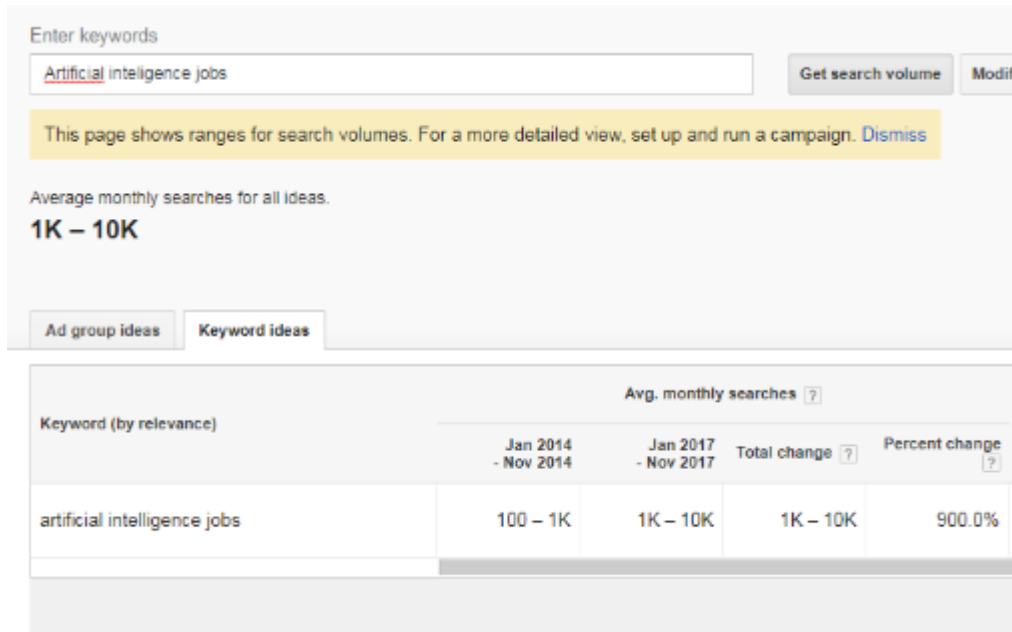 Enter keywords
Artificial inteligence jobs
Get search volume
Modif
This page shows ranges for search volumes. For a more detailed view, set up and run a campaign. Dismiss
Average monthly searches for all ideas.
1K – 10K
Ad group ideas
Keyword ideas
Keyword (by relevance)
Avg. monthly searches ?
Jan 2014
- Nov 2014
Jan 2017
- Nov 2017
Total change ?
Percent change
?
artificial intelligence jobs
100 – 1K
1K – 10K
1K – 10K
900.0%